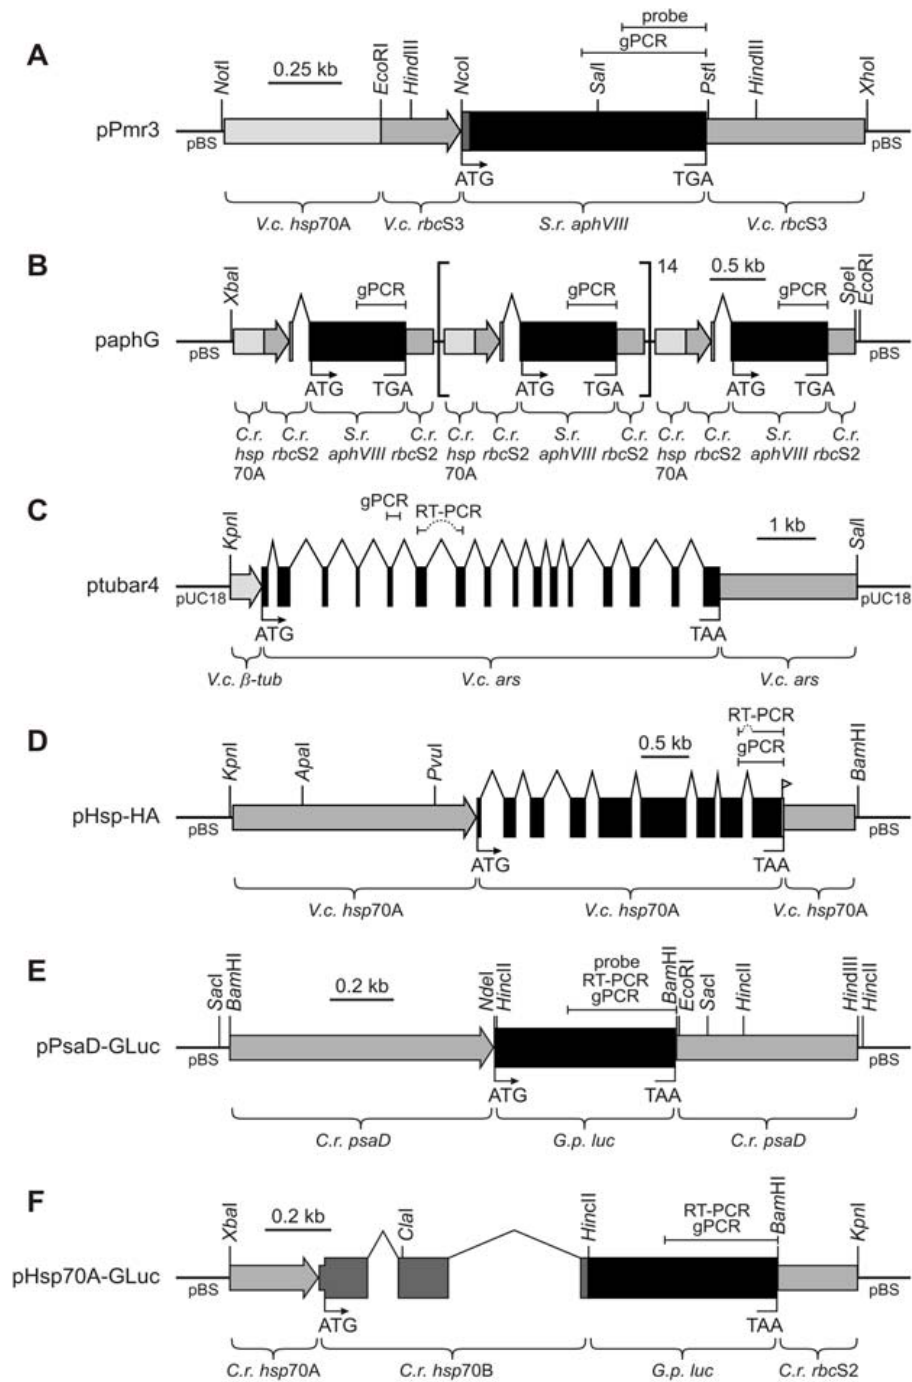 A
probe
gPCR
0.25 kb
NotI
EcoRI
HindIII
NcoI
SalI
PstI
HindIII
XhoI
pPmr3
pBS
pBS
ATG
TGA
V.c. hsp70A
V.c. rbcS3
S.r. aphVIII
V.c. rbcS3
B
14
0.5 kb
XbaI
gPCR
gPCR
gPCR
SpeI
EcoRI
paphG
pBS
pBS
ATG
TGA
ATG
TGA
ATG
TGA
C.r. hsp 70A
C.r. rbcS2
S.r. aphVIII
C.r. rbcS2
C.r. hsp 70A
C.r. rbcS2
S.r. aphVIII
C.r. rbcS2
C.r. hsp 70A
C.r. rbcS2
S.r. aphVIII
C.r. rbcS2
C
gPCR
RT-PCR
1 kb
KpnI
SalI
ptubar4
pUC18
pUC18
ATG
TAA
V.c. β-tub
V.c. ars
V.c. ars
D
RT-PCR
gPCR
0.5 kb
KpnI
ApaI
PvuI
BamHI
pHsp-HA
pBS
pBS
ATG
TAA
V.c. hsp70A
V.c. hsp70A
V.c. hsp70A
E
probe
RT-PCR
gPCR
0.2 kb
SacI
BamHI
NdeI
HincII
BamHI
EcoRI
SacI
HincII
HindIII
HincII
pPsaD-GLuc
pBS
pBS
ATG
TAA
C.r. psaD
G.p. luc
C.r. psaD
F
RT-PCR
gPCR
0.2 kb
XbaI
ClaI
HincII
BamHI
KpnI
pHsp70A-GLuc
pBS
pBS
ATG
TAA
C.r. hsp70A
C.r. hsp70B
G.p. luc
C.r. rbcS2